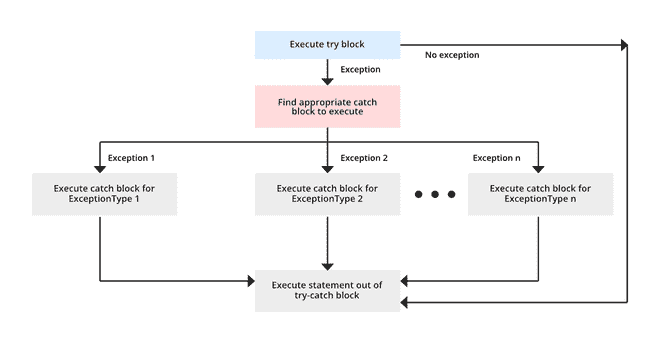 Execute try block
No exception
Exception
Find appropriate catch
block to execute
Exception 1
Exception 2
Exception n
Execute catch block for
ExceptionType 1
Execute catch block for
ExceptionType 2
Execute catch block for
ExceptionType n
Execute statement out of
try-catch block